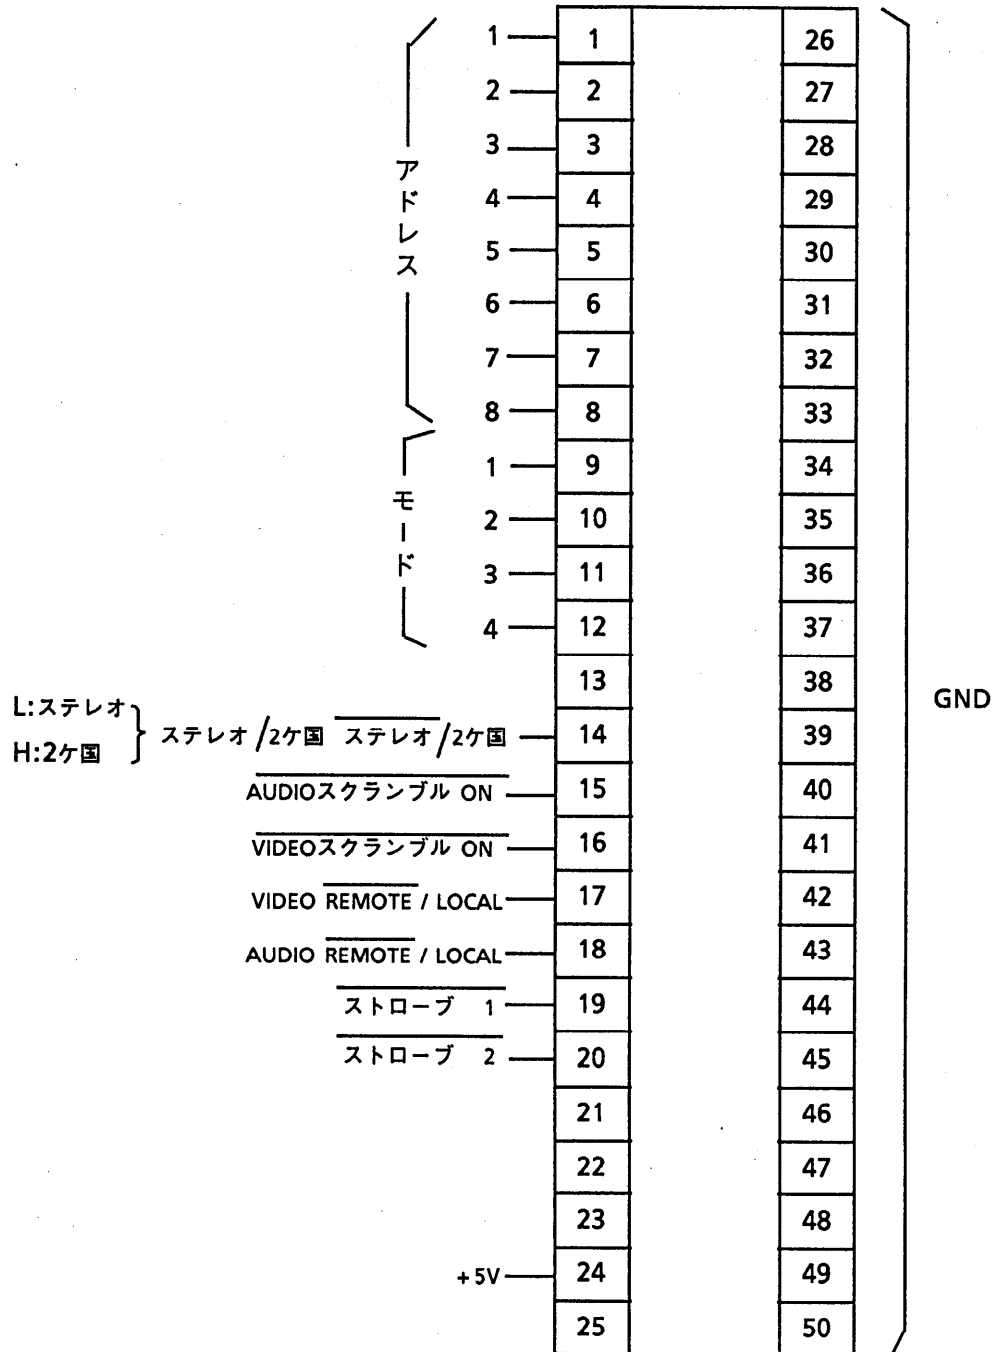 1 1 26
2 2 27
3 3 28
4 4 29
5 5 30
6 6 31
7 7 32
8 8 33
アドレス
1 9 34
2 10 35
3 11 36
4 12 37
モード
13 38
L:ステレオ
H:2ケ国
ステレオ/2ケ国 ステレオ/2ケ国 14 39
GND
AUDIOスクランブル ON 15 40
VIDEOスクランブル ON 16 41
VIDEO REMOTE / LOCAL 17 42
AUDIO REMOTE / LOCAL 18 43
ストローブ 1 19 44
ストローブ 2 20 45
21 46
22 47
23 48
+5V 24 49
25 50